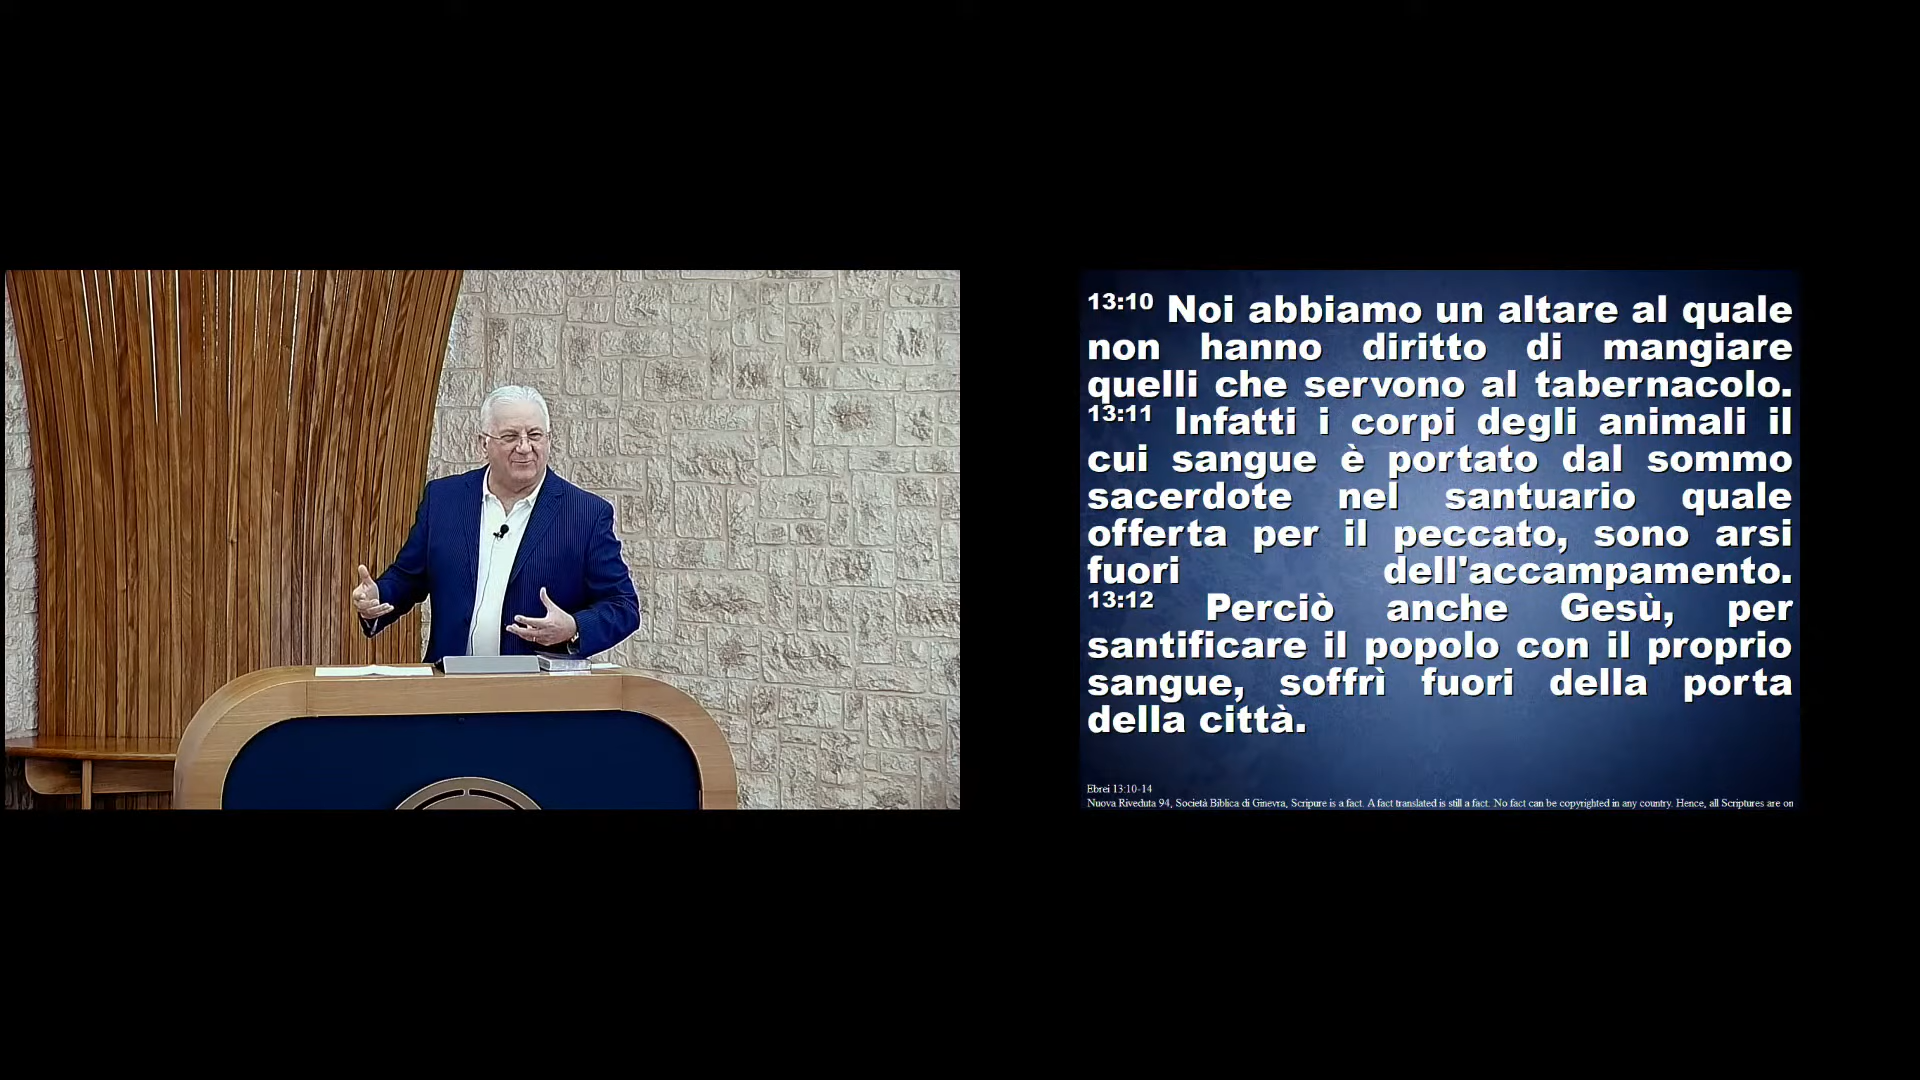 13:10 Noi abbiamo un altare al quale
non hanno diritto di mangiare
quelli che servono al tabernacolo.
13:11 Infatti i corpi degli animali il
cui sangue è portato dal sommo
sacerdote nel santuario quale
offerta per il peccato, sono arsi
fuori dell'accampamento.
13:12 Perciò anche Gesù, per
santificare il popolo con il proprio
sangue, soffrì fuori della porta
della città.
Ebrei 13:10-14
Nuova Riveduta 94, Società Biblica di Ginevra, Scripure is a fact. A fact translated is still a fact. No fact can be copyrighted in any country. Hence, all Scriptures are on